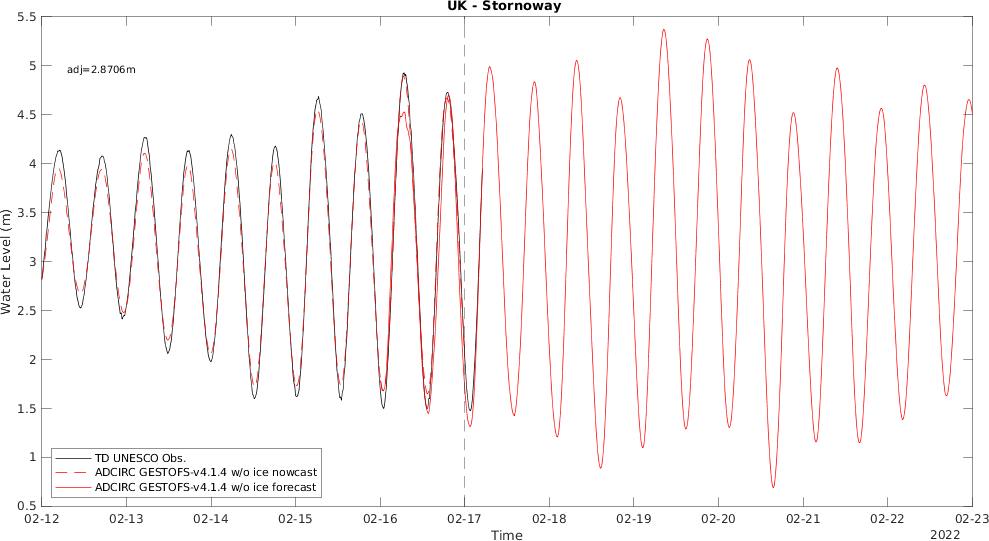 UK - Stornoway
adj=2.8706m
Water Level (m)
5.5
5
4.5
4
3.5
3
2.5
2
1.5
1
0.5
TD UNESCO Obs.
ADCIRC GESTOFS-v4.1.4 w/o ice nowcast
ADCIRC GESTOFS-v4.1.4 w/o ice forecast
02-12 02-13 02-14 02-15 02-16 02-17 02-18 02-19 02-20 02-21 02-22 02-23
Time
2022